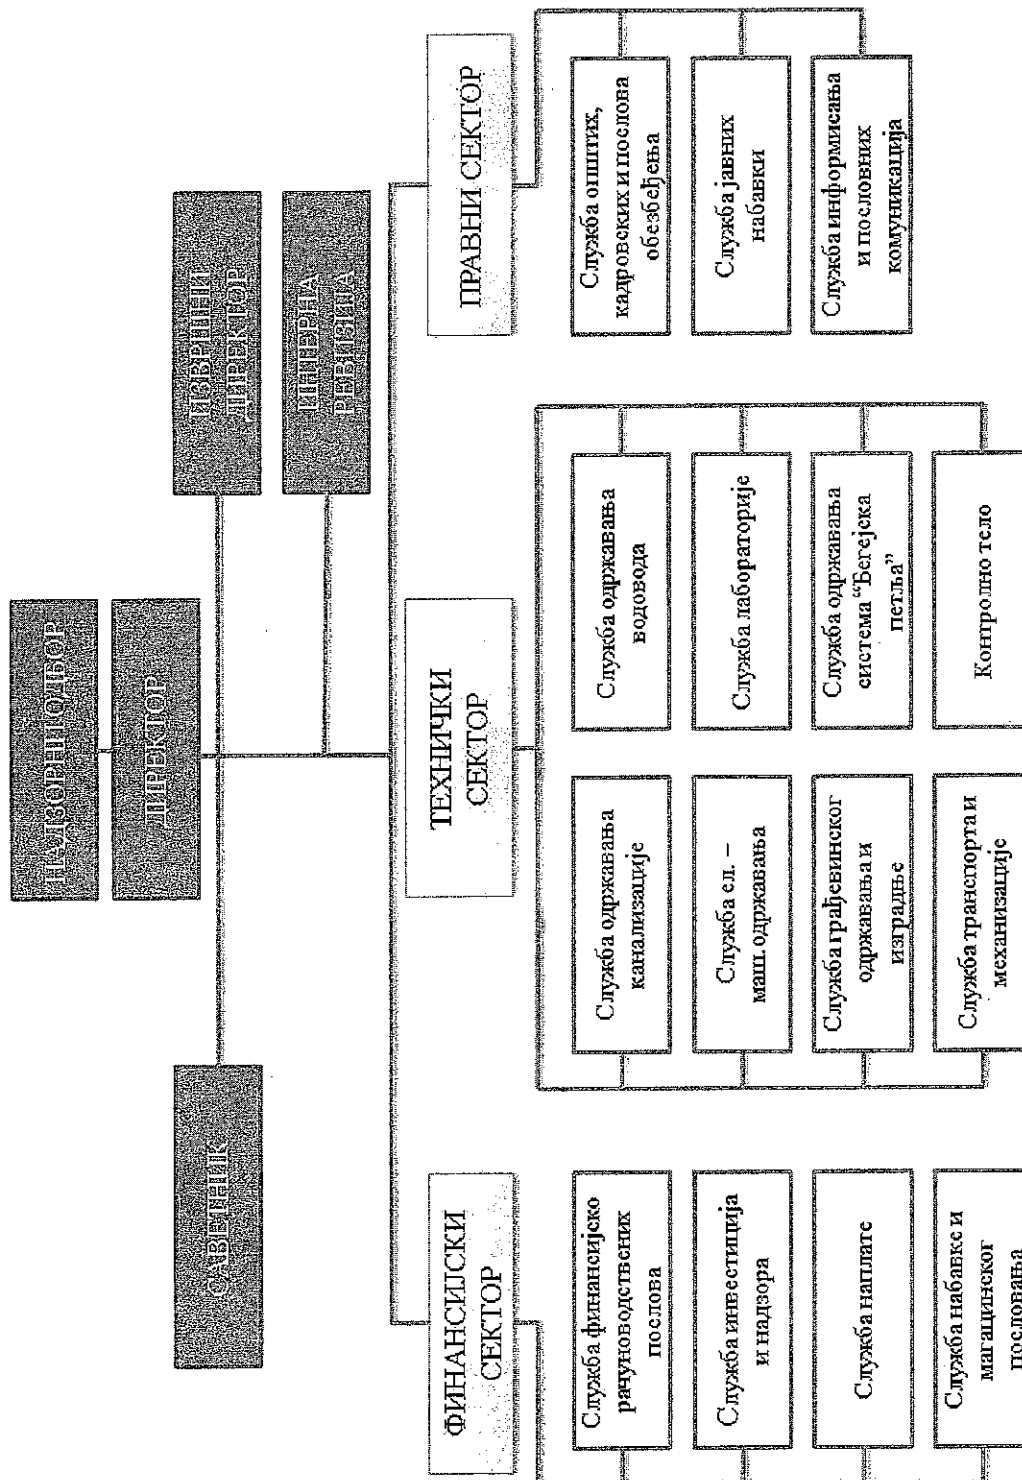 НАДЗОРНИ ОДБОР
ДИРЕКТОР
САВЕТНИК
ИЗВРШНИ
ДИРЕКТОР
ИНТЕРНА
РЕВИЗИЈА
ФИНАНСИЈСКИ
СЕКТОР
ТЕХНИЧКИ
СЕКТОР
ПРАВНИ СЕКТОР
Служба финансијско
рачуноводствених
послова
Служба инвестиција
и надзора
Служба наплате
Служба набавке и
магацинског
пословања
Служба одржавања
канализације
Служба ел. –
маш. одржавања
Служба грађевинског
одржавања и
изградње
Служба транспорта и
механизације
Служба одржавања
водовода
Служба лабораторије
Служба одржавања
система “Бегејска
петља”
Контролно тело
Служба општих,
кадровских и послова
обезбеђења
Служба јавних
набавки
Служба информисања
и пословних
комуникација